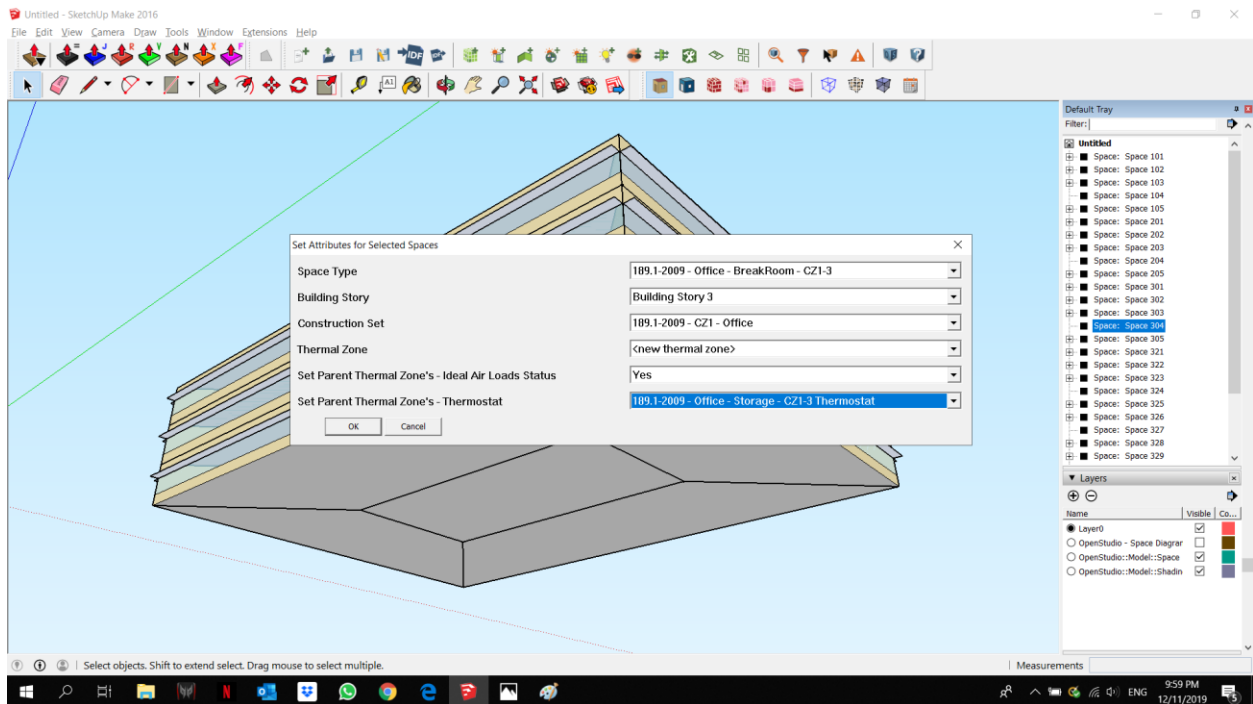 Untitled - SketchUp Make 2016
File Edit View Camera Draw Tools Window Extensions Help
IDF
A1
Default Tray
Filter:
Untitled
Space: Space 101
Space: Space 102
Space: Space 103
Space: Space 104
Space: Space 105
Space: Space 201
Space: Space 202
Space: Space 203
Space: Space 204
Space: Space 205
Space: Space 301
Space: Space 302
Space: Space 303
Space: Space 304
Space: Space 305
Space: Space 321
Space: Space 322
Space: Space 323
Space: Space 324
Space: Space 325
Space: Space 326
Space: Space 327
Space: Space 328
Space: Space 329
Set Attributes for Selected Spaces
Space Type 189.1-2009 - Office - BreakRoom - CZ1-3
Building Story Building Story 3
Construction Set 189.1-2009 - CZ1 - Office
Thermal Zone <new thermal zone>
Set Parent Thermal Zone's - Ideal Air Loads Status Yes
Set Parent Thermal Zone's - Thermostat 189.1-2009 - Office - Storage - CZ1-3 Thermostat
OK Cancel
Layers
Name Visible Co...
Layer0
OpenStudio - Space Diagrar
OpenStudio::Model::Space
OpenStudio::Model::Shadin
Select objects. Shift to extend select. Drag mouse to select multiple.
Measurements
ENG
9:59 PM
12/11/2019
5